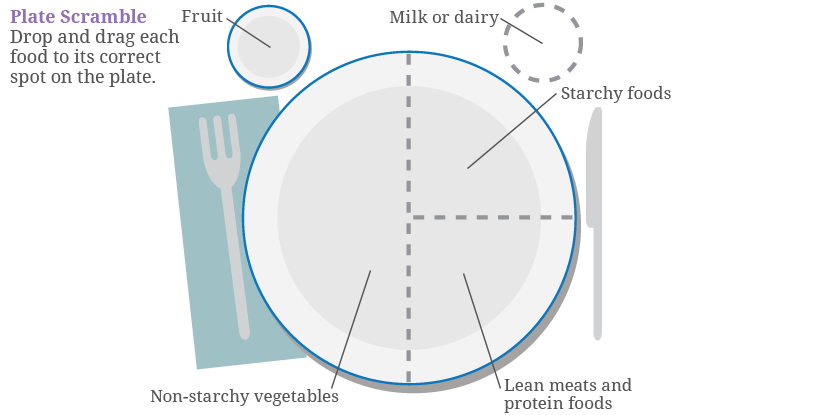 Plate Scramble
Drop and drag each
food to its correct
spot on the plate.
Fruit
Milk or dairy
Starchy foods
Non-starchy vegetables
Lean meats and
protein foods